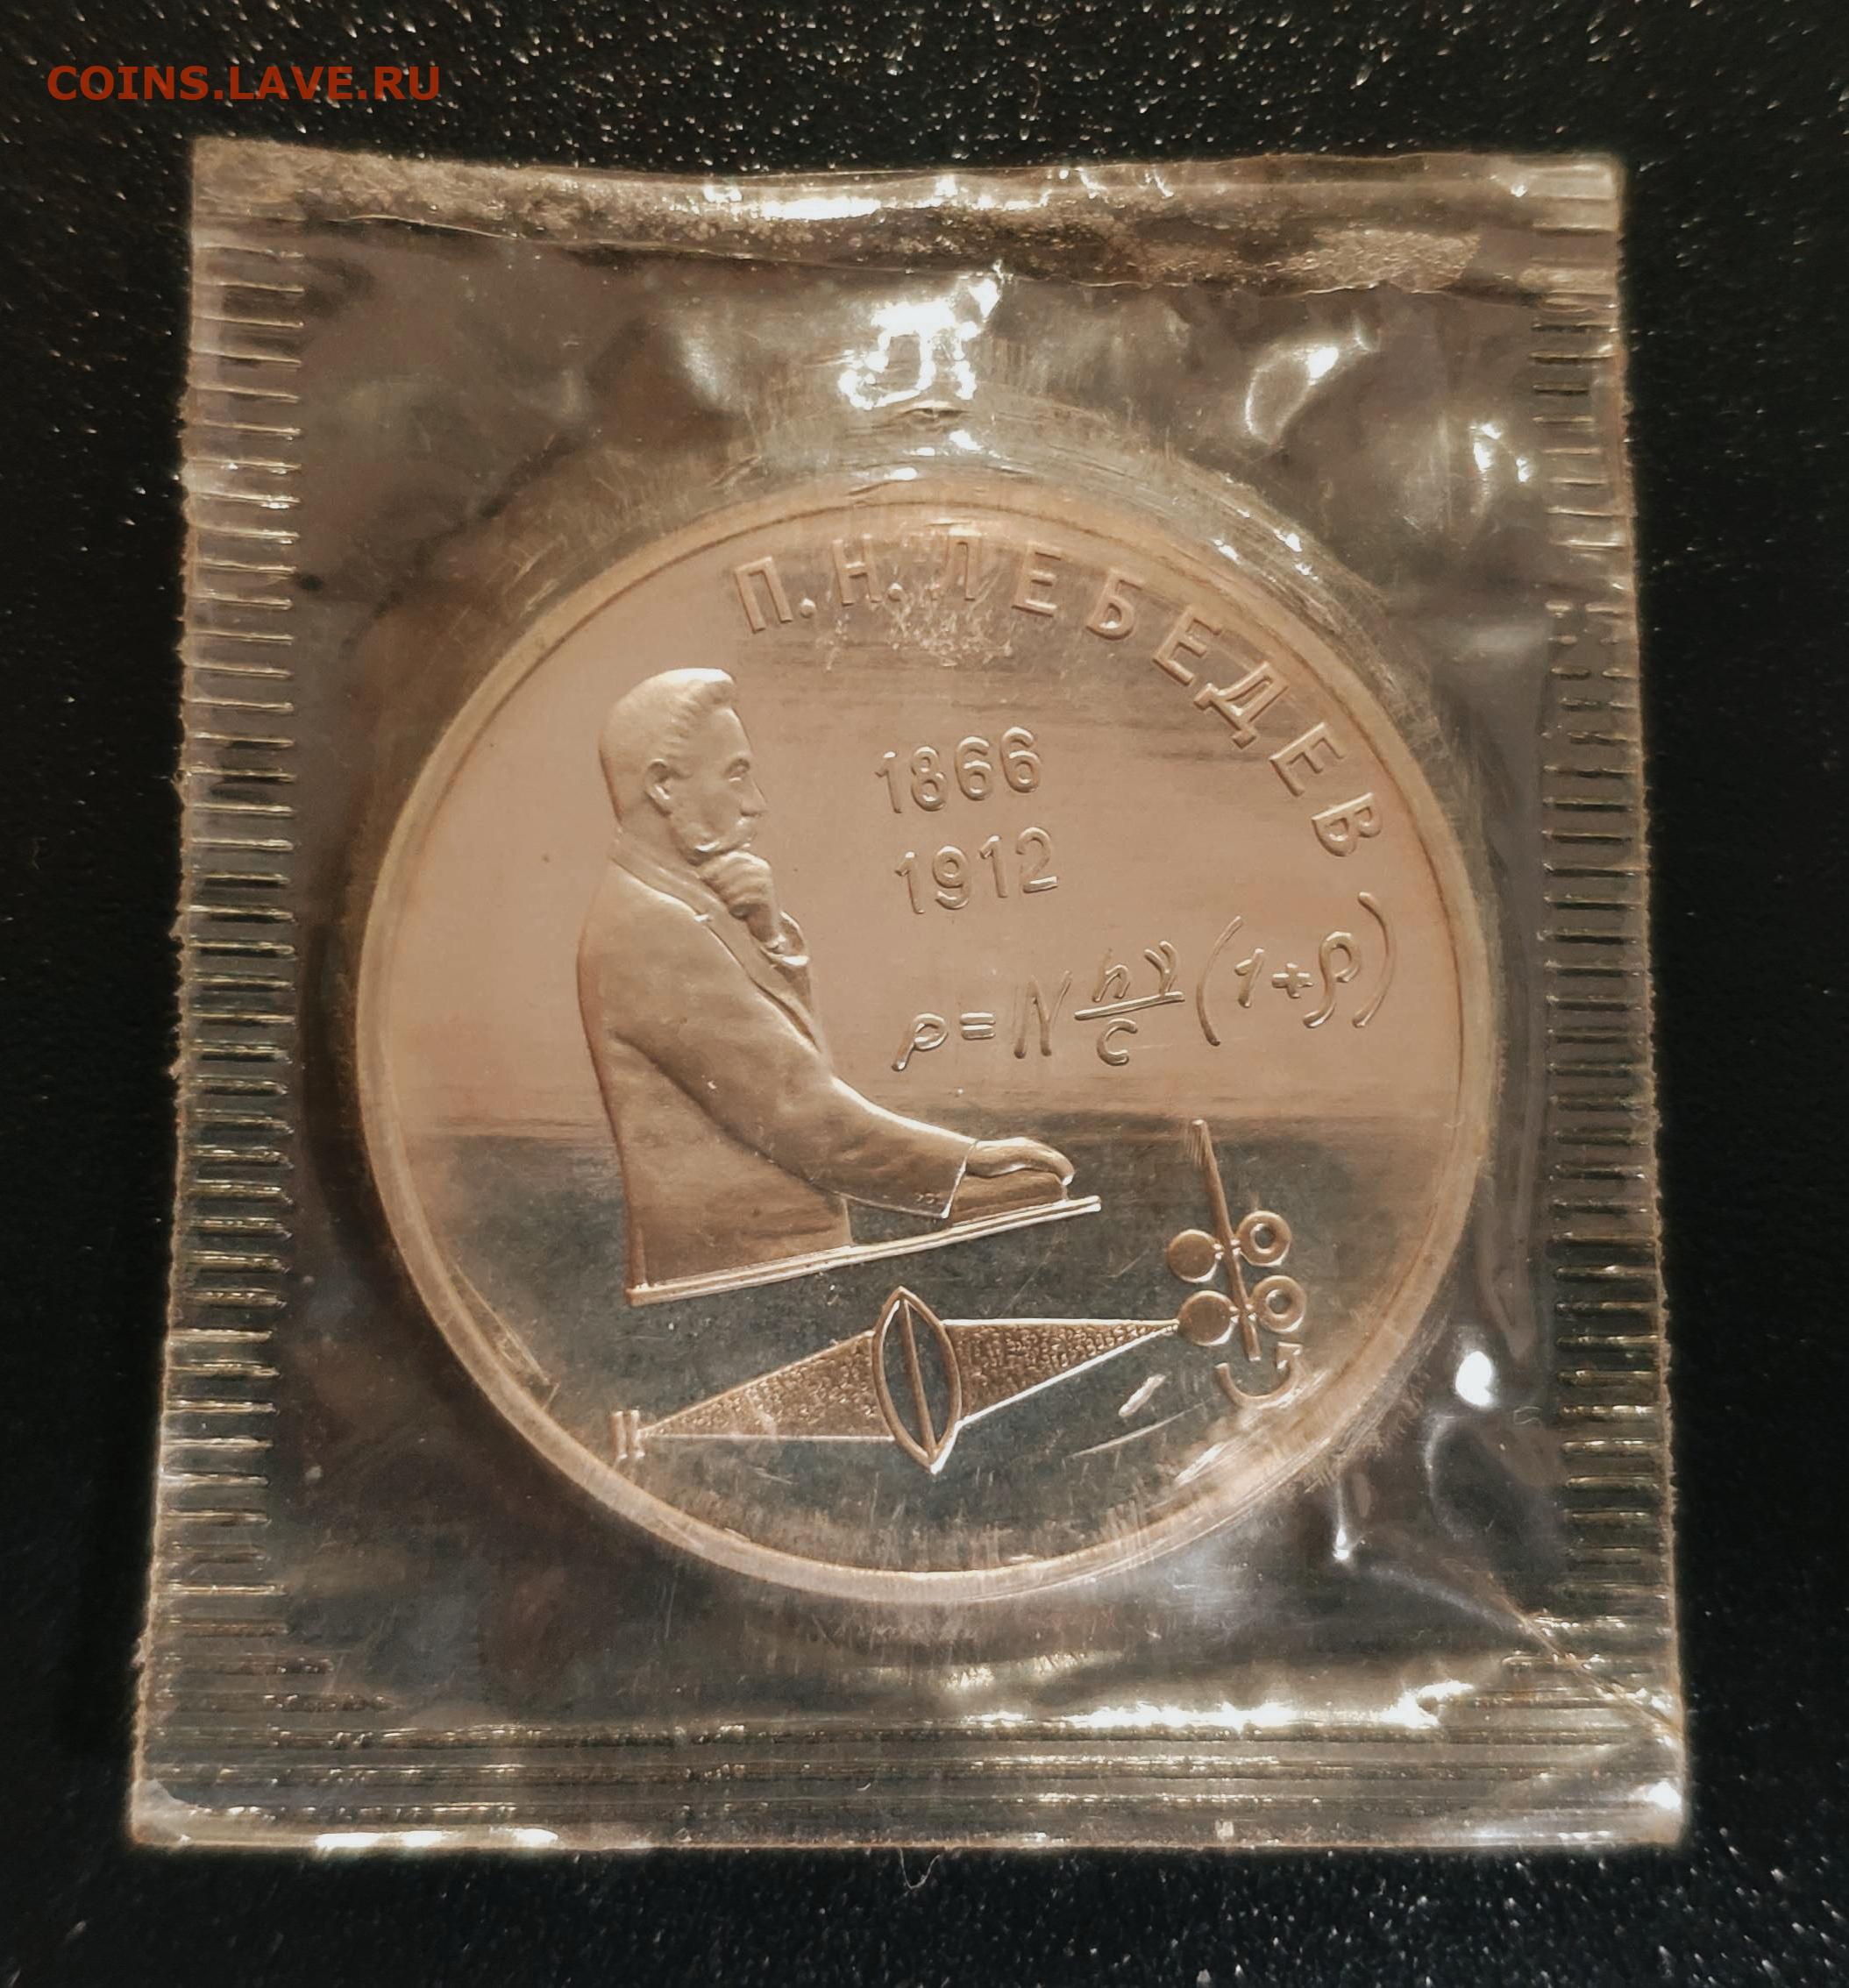 COINS.LAVE.RU
П.Н.ЛЕБЕДЕВ
1866
1912
p=N hν/c (1+ρ)